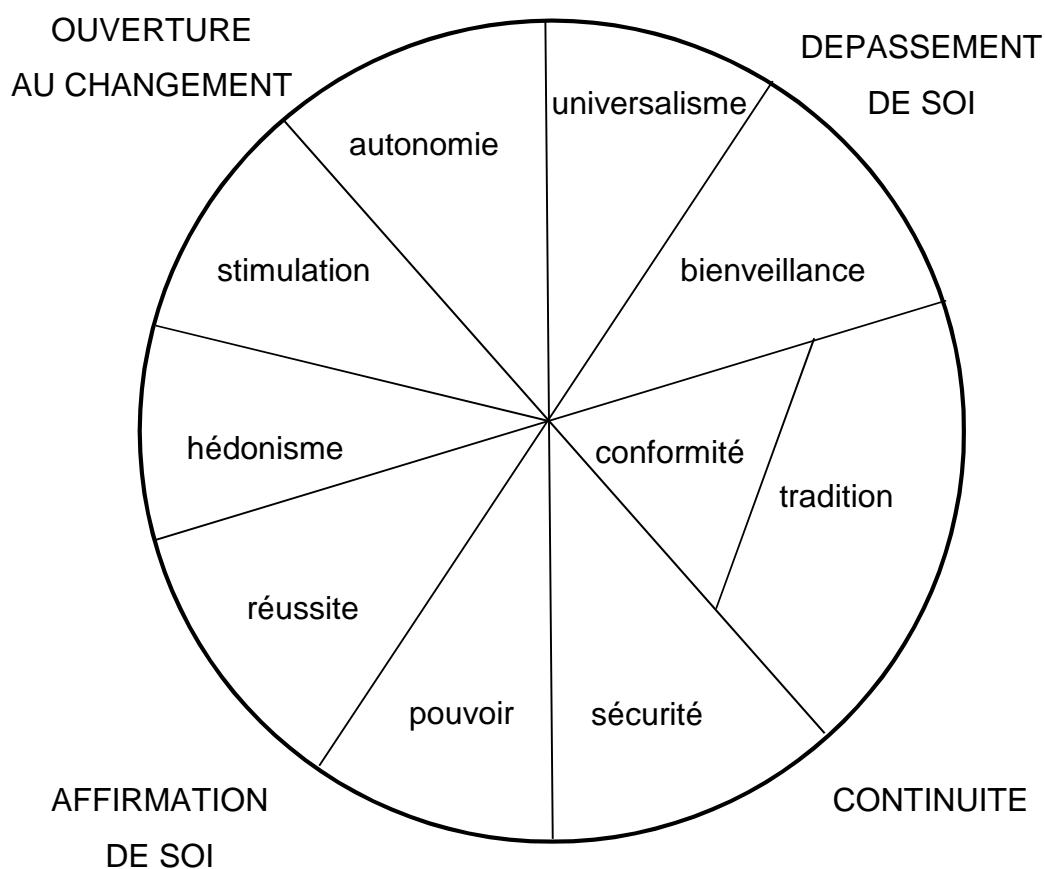 OUVERTURE
AU CHANGEMENT
DEPASSEMENT
DE SOI
universalisme
autonomie
stimulation
bienveillance
hédonisme
conformité
tradition
réussite
pouvoir
sécurité
AFFIRMATION
DE SOI
CONTINUITE